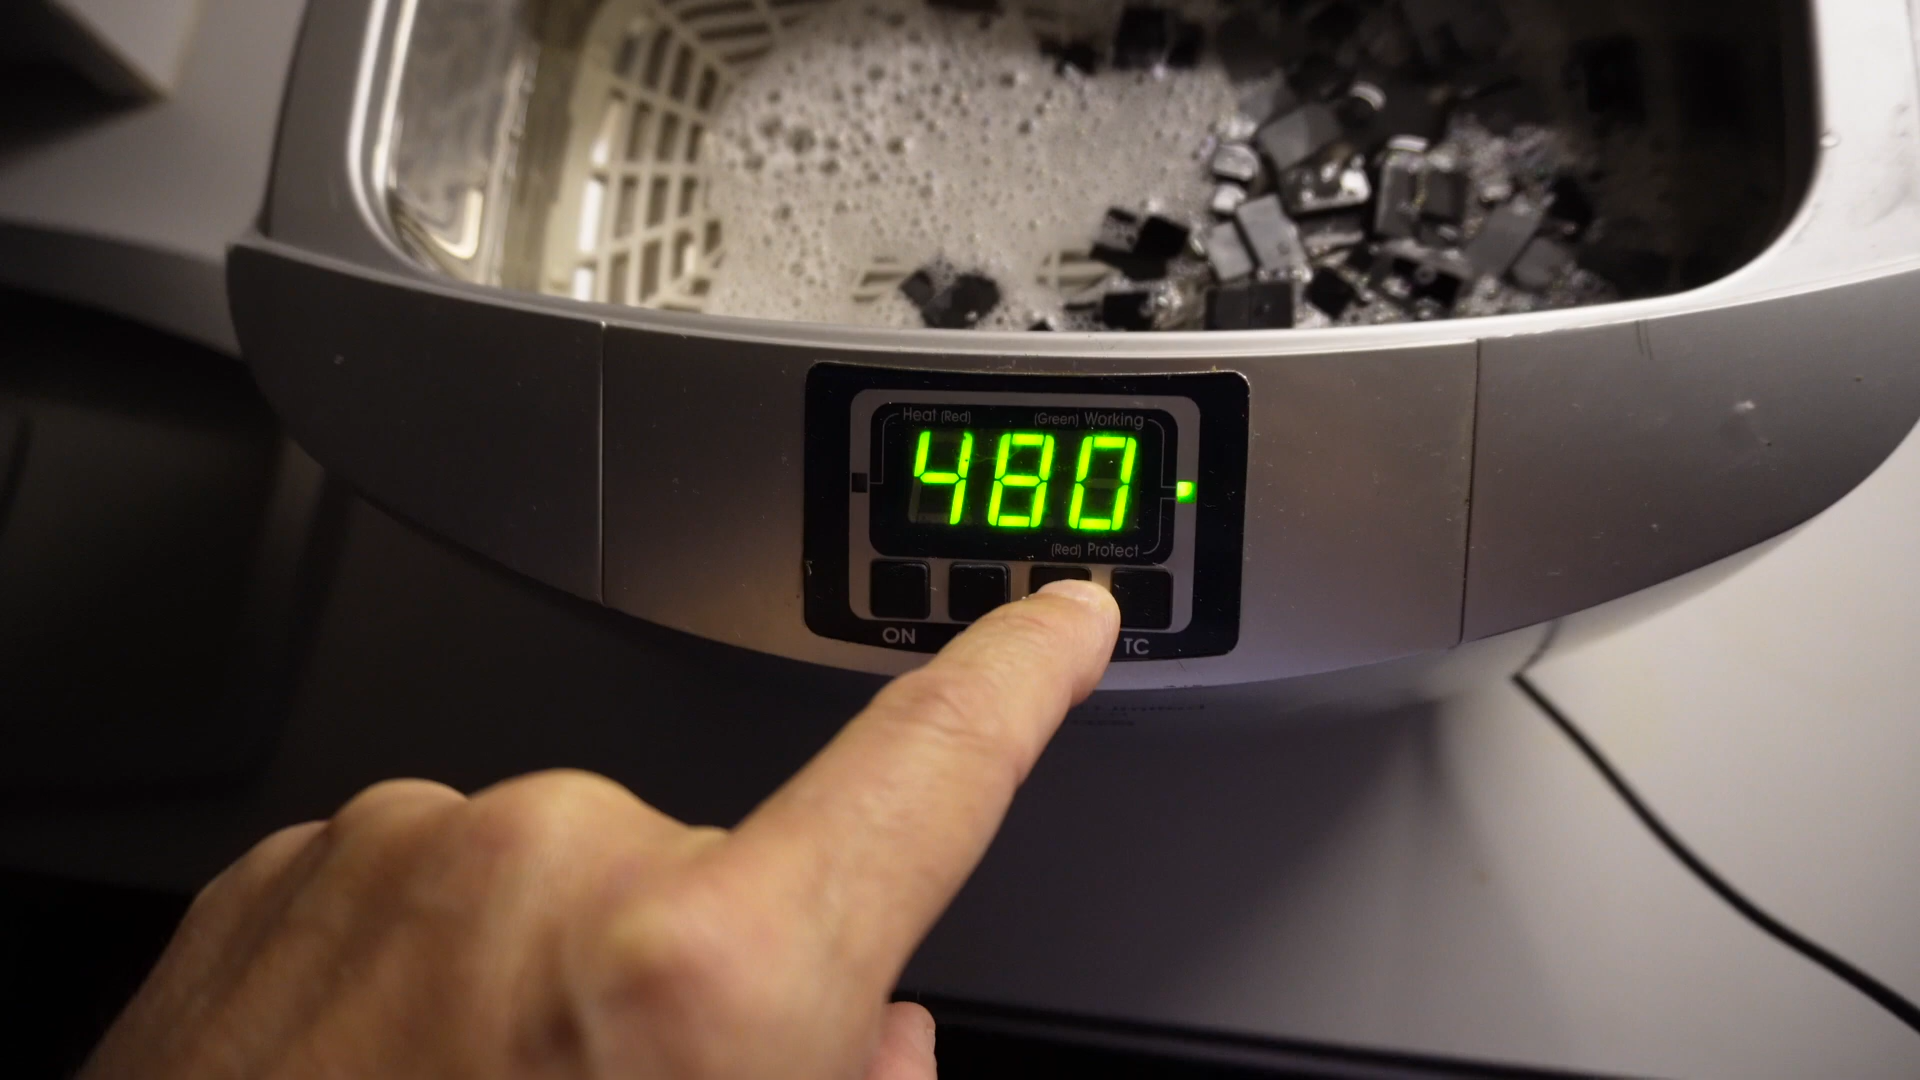 Heat (Red)
(Green) Working
480
(Red) Protect
ON
TC